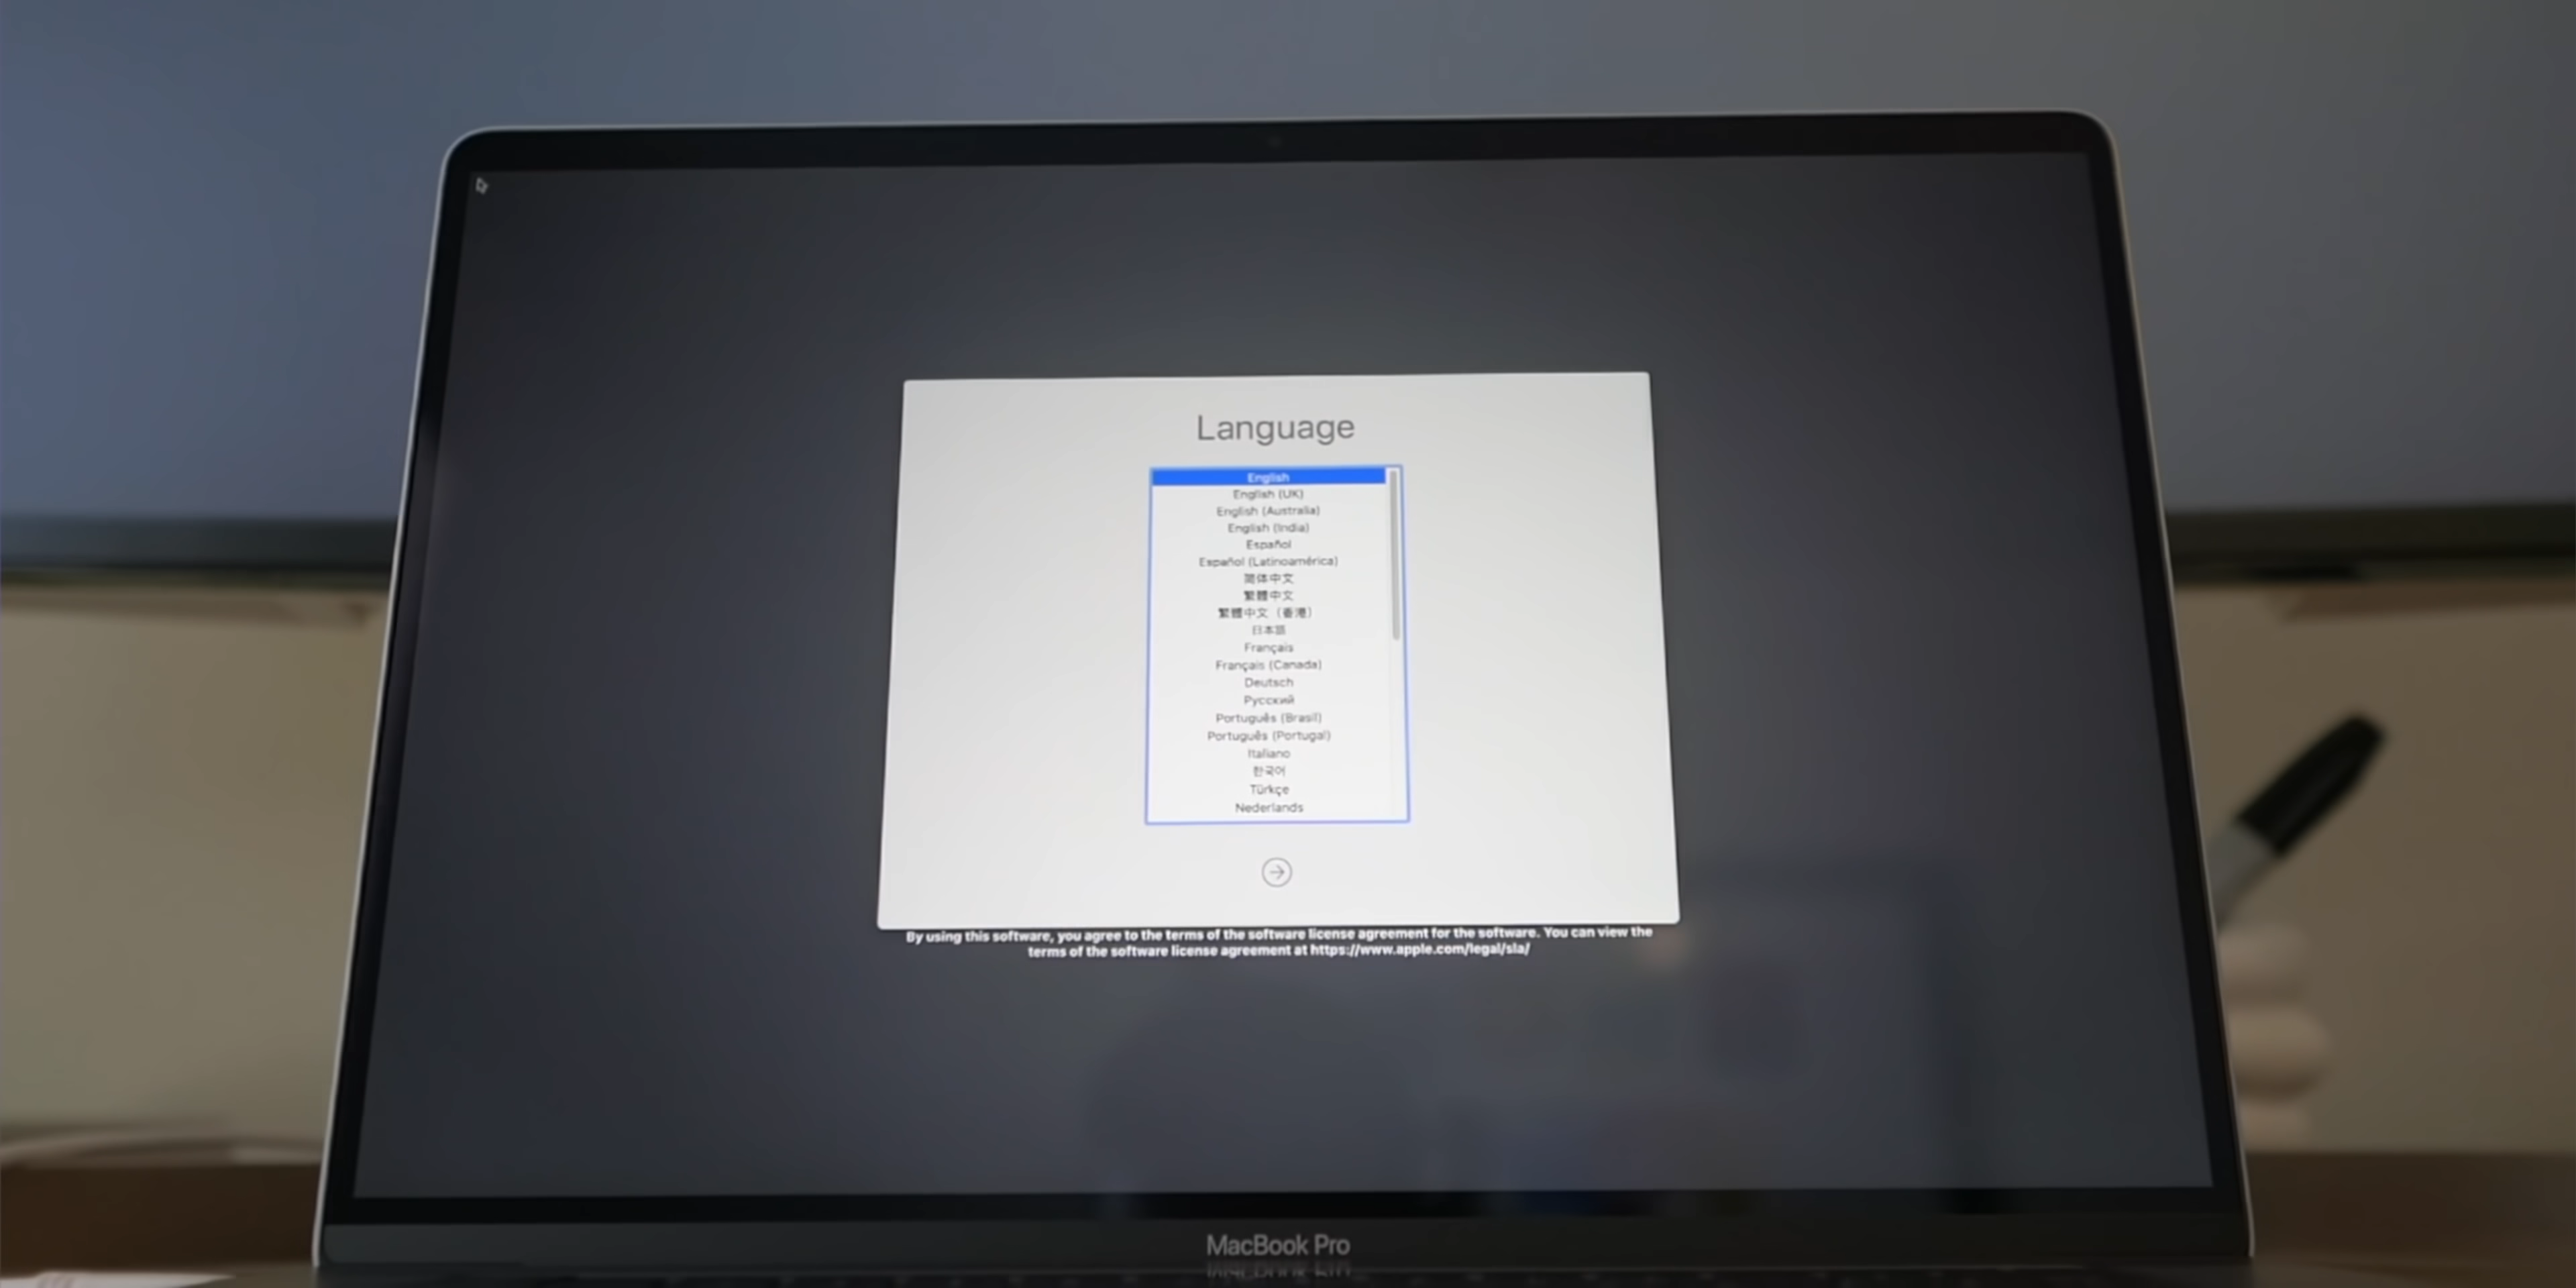 Language
English
English (UK)
English (Australia)
English (India)
Español
Español (Latinoamérica)
简体中文
繁體中文
繁體中文（香港）
日本語
Français
Français (Canada)
Deutsch
Русский
Português (Brasil)
Português (Portugal)
Italiano
한국어
Türkçe
Nederlands
By using this software, you agree to the terms of the software license agreement for the software. You can view the
terms of the software license agreement at https://www.apple.com/legal/sla/
MacBook Pro